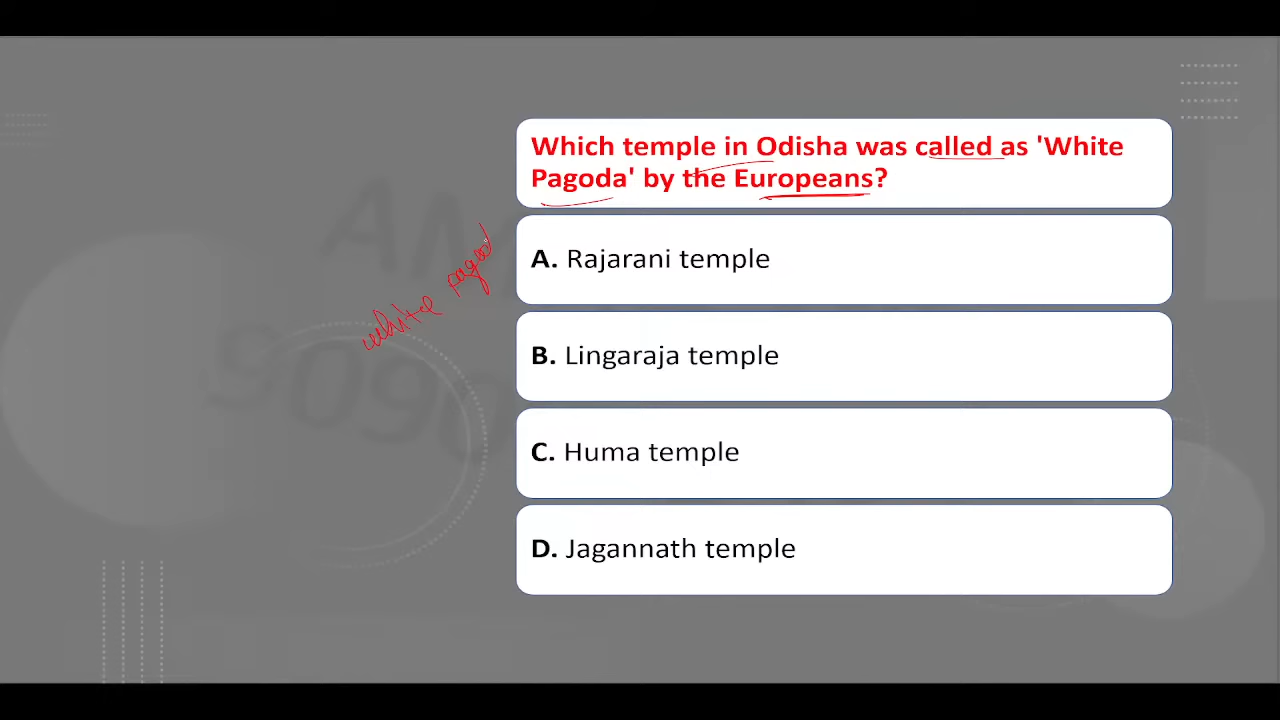 Which temple in Odisha was called as 'White
Pagoda' by the Europeans?
A. Rajarani temple
white pagod
B. Lingaraja temple
C. Huma temple
D. Jagannath temple